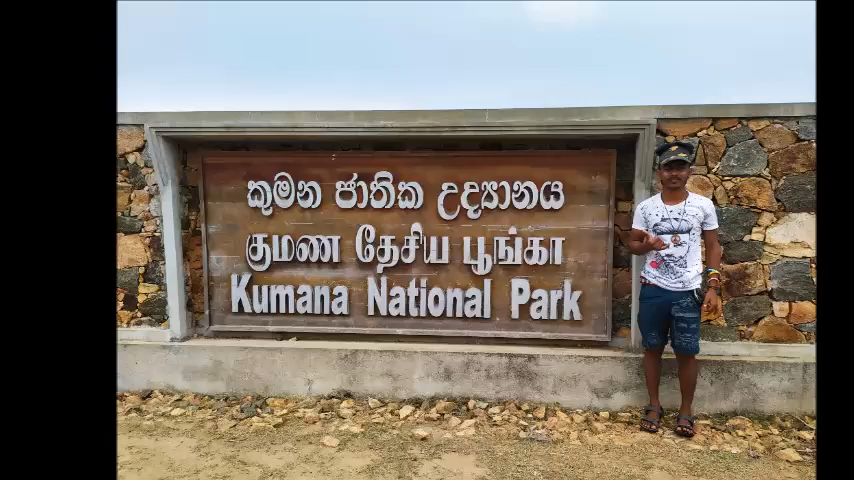 කුමන ජාතික උද්‍යානය
குமண தேசிய பூங்கா
Kumana National Park